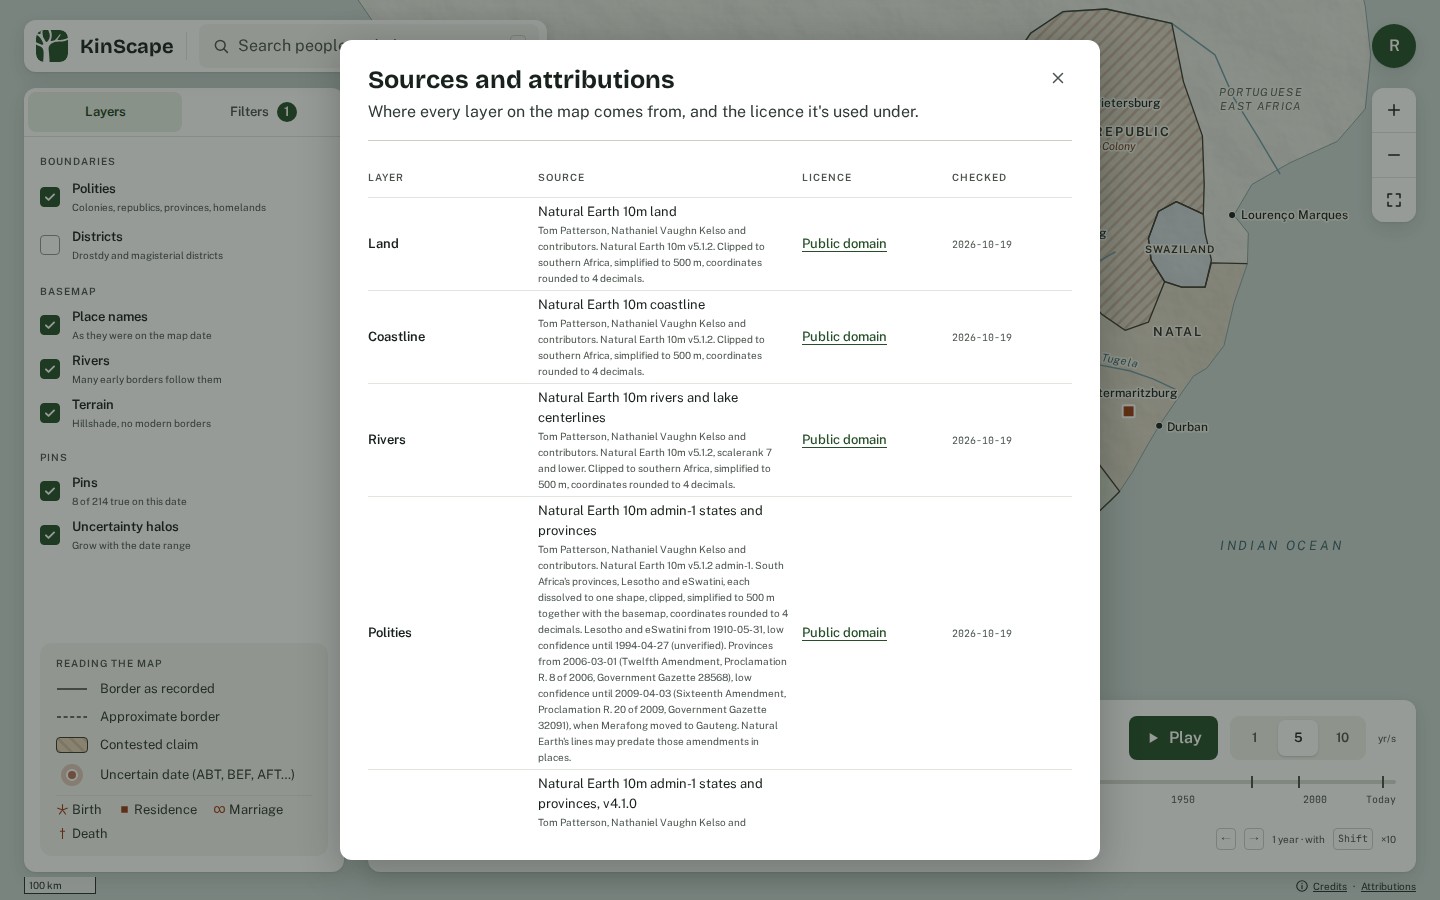 KinScape
Search people
R
Layers
Filters 1
BOUNDARIES
Polities
Colonies, republics, provinces, homelands
Districts
Drostdy and magisterial districts
BASEMAP
Place names
As they were on the map date
Rivers
Many early borders follow them
Terrain
Hillshade, no modern borders
PINS
Pins
8 of 214 true on this date
Uncertainty halos
Grow with the date range
READING THE MAP
Border as recorded
Approximate border
Contested claim
Uncertain date (ABT, BEF, AFT…)
Birth
Residence
Marriage
Death
100 km
Sources and attributions
Where every layer on the map comes from, and the licence it's used under.
LAYER
SOURCE
LICENCE
CHECKED
Land
Natural Earth 10m land
Tom Patterson, Nathaniel Vaughn Kelso and
contributors. Natural Earth 10m v5.1.2. Clipped to
southern Africa, simplified to 500 m, coordinates
rounded to 4 decimals.
Public domain
2026-10-19
Coastline
Natural Earth 10m coastline
Tom Patterson, Nathaniel Vaughn Kelso and
contributors. Natural Earth 10m v5.1.2. Clipped to
southern Africa, simplified to 500 m, coordinates
rounded to 4 decimals.
Public domain
2026-10-19
Rivers
Natural Earth 10m rivers and lake
centerlines
Tom Patterson, Nathaniel Vaughn Kelso and
contributors. Natural Earth 10m v5.1.2, scalerank 7
and lower. Clipped to southern Africa, simplified to
500 m, coordinates rounded to 4 decimals.
Public domain
2026-10-19
Polities
Natural Earth 10m admin-1 states and
provinces
Tom Patterson, Nathaniel Vaughn Kelso and
contributors. Natural Earth 10m v5.1.2 admin-1. South
Africa's provinces, Lesotho and eSwatini, each
dissolved to one shape, clipped, simplified to 500 m
together with the basemap, coordinates rounded to 4
decimals. Lesotho and eSwatini from 1910-05-31, low
confidence until 1994-04-27 (unverified). Provinces
from 2006-03-01 (Twelfth Amendment, Proclamation
R. 8 of 2006, Government Gazette 28568), low
confidence until 2009-04-03 (Sixteenth Amendment,
Proclamation R. 20 of 2009, Government Gazette
32091), when Merafong moved to Gauteng. Natural
Earth's lines may predate those amendments in
places.
Public domain
2026-10-19
Natural Earth 10m admin-1 states and
provinces, v4.1.0
Tom Patterson, Nathaniel Vaughn Kelso and
PORTUGUESE
EAST AFRICA
ietersburg
REPUBLIC
Colony
Lourenço Marques
g
SWAZILAND
NATAL
Tugela
termaritzburg
Durban
INDIAN OCEAN
Play
1
5
10
yr/s
1950
2000
Today
← → 1 year · with Shift ×10
Credits · Attributions